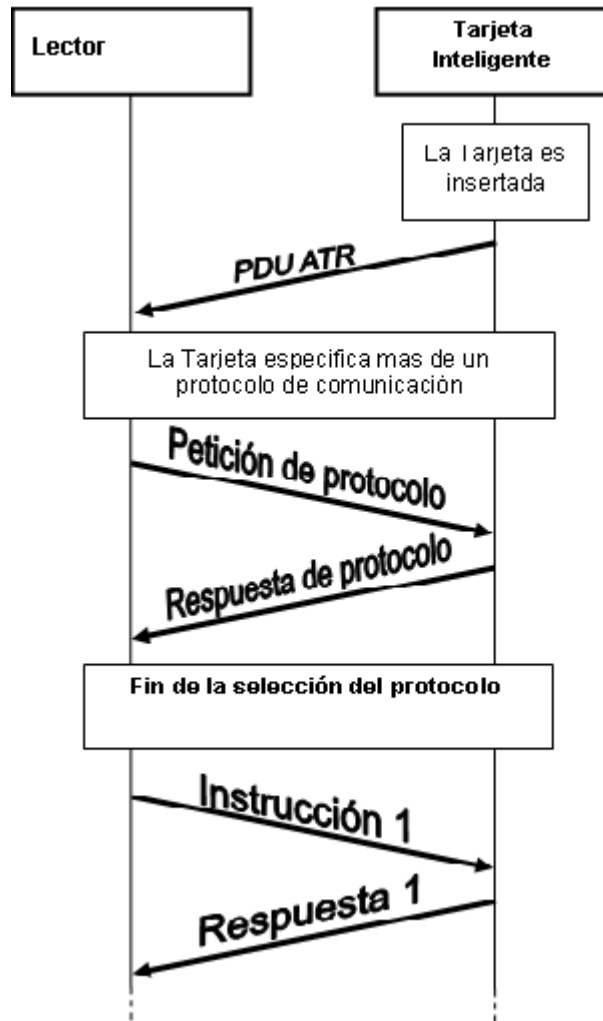 Lector
Tarjeta
Inteligente
La Tarjeta es
insertada
PDU ATR
La Tarjeta especifica mas de un
protocolo de comunicación
Petición de protocolo
Respuesta de protocolo
Fin de la selección del protocolo
Instrucción 1
Respuesta 1